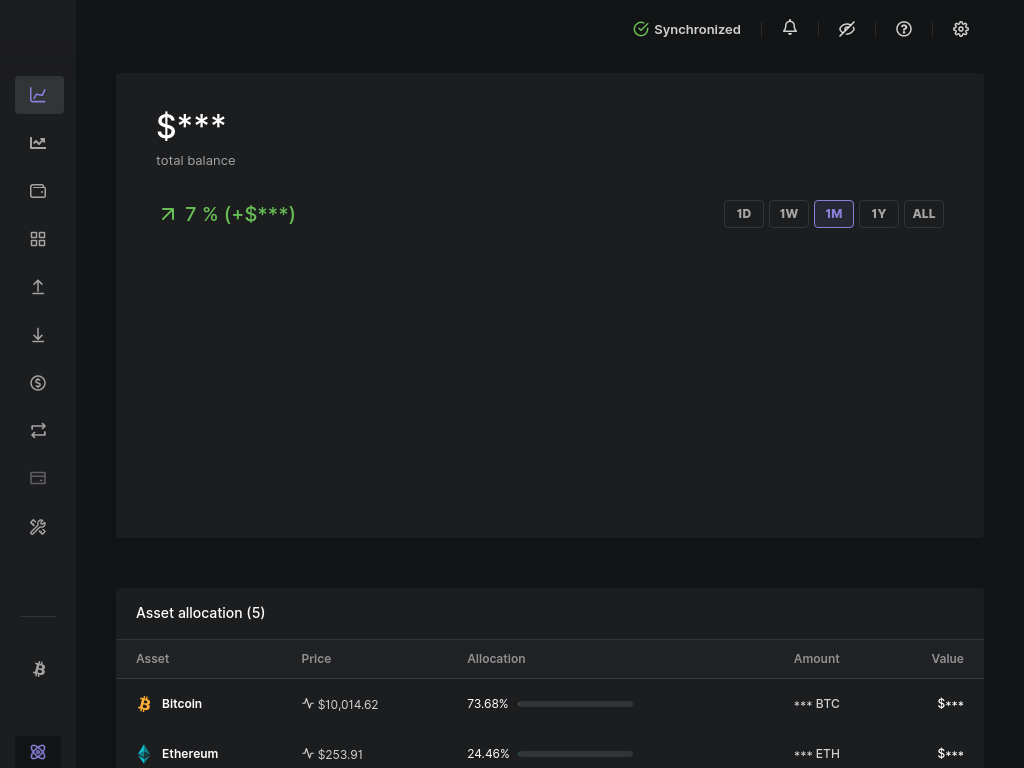 Synchronized
$***
total balance
7 % (+$***)
1D 1W 1M 1Y ALL
Asset allocation (5)
Asset Price Allocation Amount Value
Bitcoin $10,014.62 73.68% *** BTC $***
Ethereum $253.91 24.46% *** ETH $***